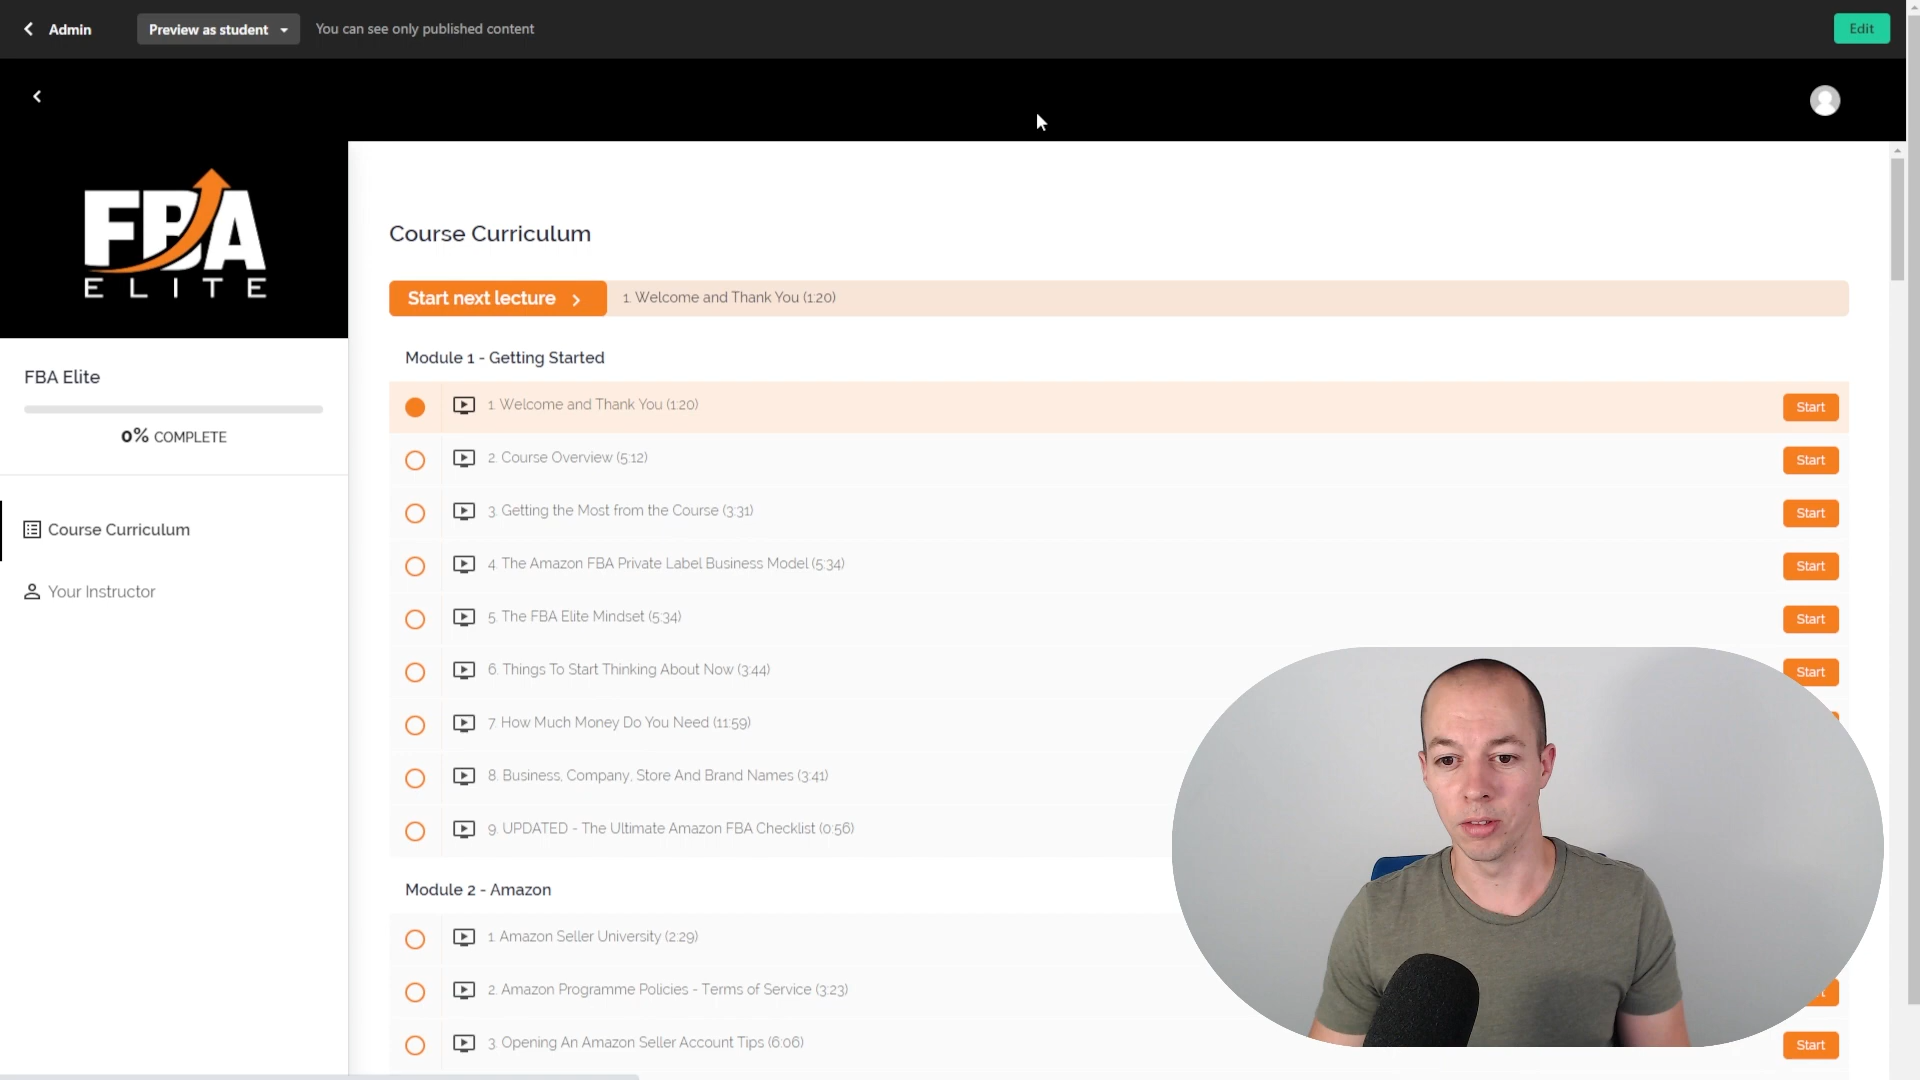 Admin
Preview as student
You can see only published content
Edit
FBA
ELITE
FBA Elite
0% COMPLETE
Course Curriculum
Your Instructor
Course Curriculum
Start next lecture
1. Welcome and Thank You (1:20)
Module 1 - Getting Started
1. Welcome and Thank You (1:20)
Start
2. Course Overview (5:12)
Start
3. Getting the Most from the Course (3:31)
Start
4. The Amazon FBA Private Label Business Model (5:34)
Start
5. The FBA Elite Mindset (5:34)
Start
6. Things To Start Thinking About Now (3:44)
Start
7. How Much Money Do You Need (11:59)
8. Business, Company, Store And Brand Names (3:41)
9. UPDATED - The Ultimate Amazon FBA Checklist (0:56)
Module 2 - Amazon
1. Amazon Seller University (2:29)
2. Amazon Programme Policies - Terms of Service (3:23)
3. Opening An Amazon Seller Account Tips (6:06)
Start